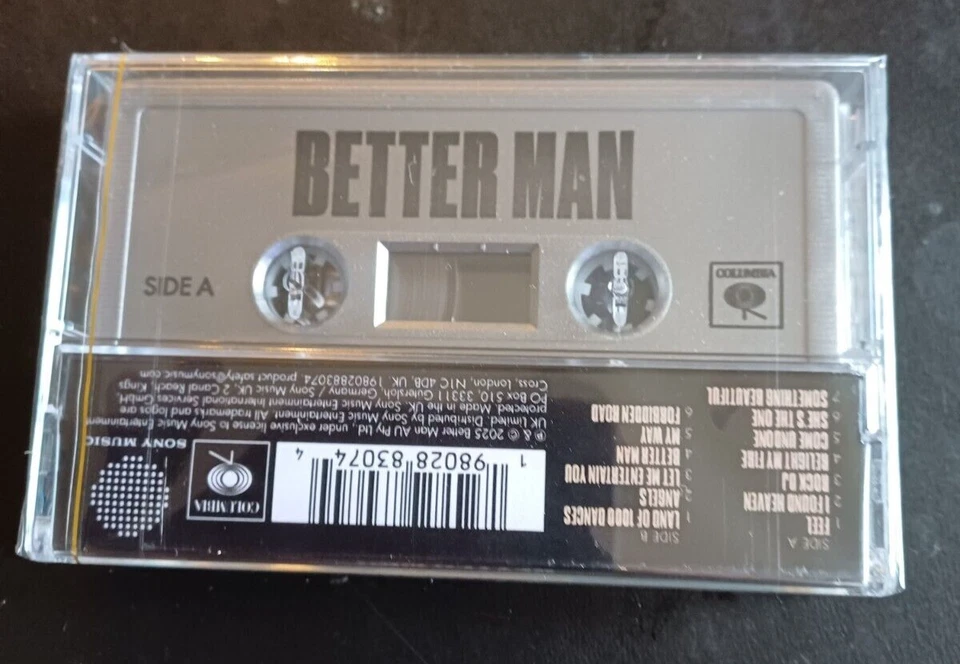 BETTER MAN
SIDE A
COLUMBIA
SIDE A
1 FEEL
2 I FOUND HEAVEN
3 ROCK DJ
4 RELIGHT MY FIRE
5 COME UNDONE
6 SHE'S THE ONE
7 SOMETHING BEAUTIFUL
SIDE B
1 LAND OF 1000 DANCES
2 ANGELS
3 LET ME ENTERTAIN YOU
4 BETTER MAN
5 MY WAY
6 FORBIDDEN ROAD
1 98028 83074 4
COLUMBIA
SONY MUSIC
℗ & © 2025 Better Man AU Pty Ltd, under exclusive license to Sony Music Entertainment
UK Limited. Distributed by Sony Music Entertainment. All trademarks and logos are
protected. Made in the UK. Sony Music Entertainment International Services GmbH,
PO Box 510, 33311 Gutersloh, Germany / Sony Music UK, 2 Canal Reach, Kings
Cross, London, N1C 4DB, UK. 19802883074 product safety@sonymusic.com